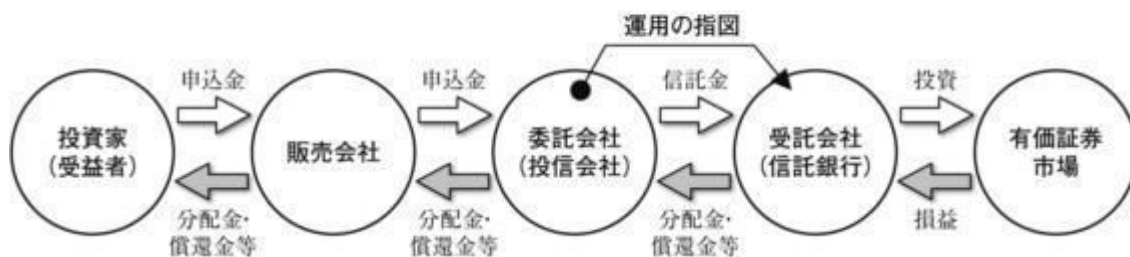 運用の指図
申込金
申込金
信託金
投資
投資家
(受益者)
販売会社
委託会社
(投信会社)
受託会社
(信託銀行)
有価証券
市場
分配金・
償還金等
分配金・
償還金等
分配金・
償還金等
損益